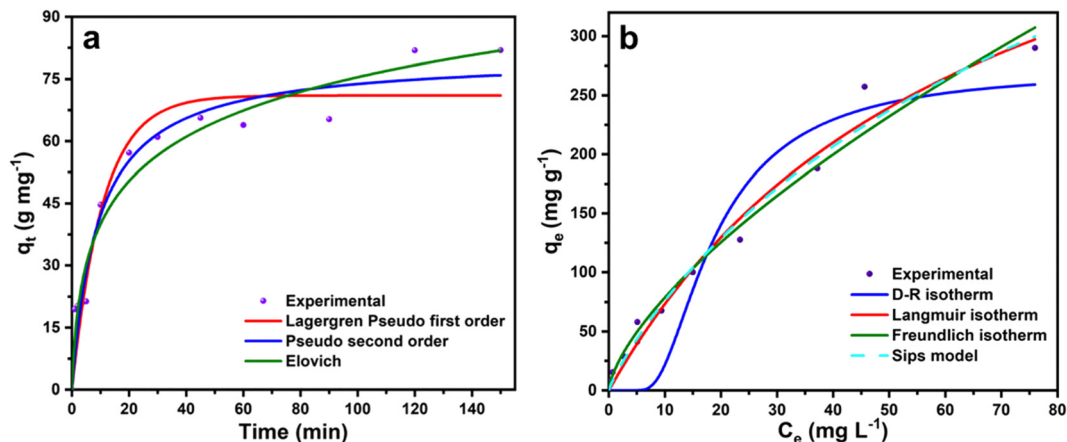 a
90
75
60
45
30
15
0
0 20 40 60 80 100 120 140
qt (g mg-1)
Time (min)
Experimental
Lagergren Pseudo first order
Pseudo second order
Elovich
b
300
250
200
150
100
50
0
0 10 20 30 40 50 60 70 80
qe (mg g-1)
Ce (mg L-1)
Experimental
D-R isotherm
Langmuir isotherm
Freundlich isotherm
Sips model